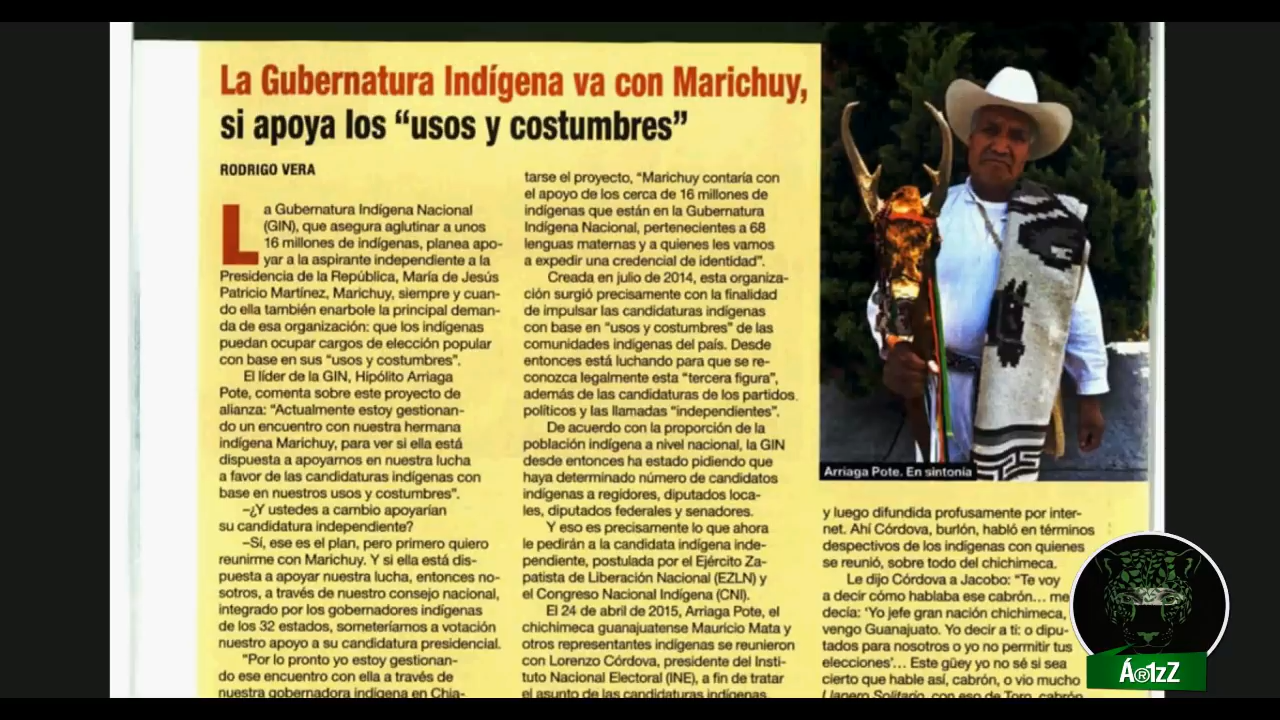 La Gubernatura Indígena va con Marichuy,
si apoya los “usos y costumbres”
RODRIGO VERA
La Gubernatura Indígena Nacional
(GIN), que asegura aglutinar a unos
16 millones de indígenas, planea apo-
yar a la aspirante independiente a la
Presidencia de la República, María de Jesús
Patricio Martínez, Marichuy, siempre y cuan-
do ella también enarbole la principal deman-
da de esa organización: que los indígenas
puedan ocupar cargos de elección popular
con base en sus “usos y costumbres”.
El líder de la GIN, Hipólito Arriaga
Pote, comenta sobre este proyecto de
alianza: “Actualmente estoy gestionan-
do un encuentro con nuestra hermana
indígena Marichuy, para ver si ella está
dispuesta a apoyarnos en nuestra lucha
a favor de las candidaturas indígenas con
base en nuestros usos y costumbres”.
–¿Y ustedes a cambio apoyarían
su candidatura independiente?
–Sí, ese es el plan, pero primero quiero
reunirme con Marichuy. Y si ella está dis-
puesta a apoyar nuestra lucha, entonces no-
sotros, a través de nuestro consejo nacional,
integrado por los gobernadores indígenas
de los 32 estados, someteríamos a votación
nuestro apoyo a su candidatura presidencial.
“Por lo pronto yo estoy gestionan-
do ese encuentro con ella a través de
nuestra gobernadora indígena en Chia-
tarse el proyecto, “Marichuy contaría con
el apoyo de los cerca de 16 millones de
indígenas que están en la Gubernatura
Indígena Nacional, pertenecientes a 68
lenguas maternas y a quienes les vamos
a expedir una credencial de identidad”.
Creada en julio de 2014, esta organiza-
ción surgió precisamente con la finalidad
de impulsar las candidaturas indígenas
con base en “usos y costumbres” de las
comunidades indígenas del país. Desde
entonces está luchando para que se re-
conozca legalmente esta “tercera figura”,
además de las candidaturas de los partidos
políticos y las llamadas “independientes”.
De acuerdo con la proporción de la
población indígena a nivel nacional, la GIN
desde entonces ha estado pidiendo que
haya determinado número de candidatos
indígenas a regidores, diputados loca-
les, diputados federales y senadores.
Y eso es precisamente lo que ahora
le pedirán a la candidata indígena inde-
pendiente, postulada por el Ejército Za-
patista de Liberación Nacional (EZLN) y
el Congreso Nacional Indígena (CNI).
El 24 de abril de 2015, Arriaga Pote, el
chichimeca guanajuatense Mauricio Mata y
otros representantes indígenas se reunieron
con Lorenzo Córdova, presidente del Insti-
tuto Nacional Electoral (INE), a fin de tratar
el asunto de las candidaturas indígenas
Arriaga Pote. En sintonía
y luego difundida profusamente por inter-
net. Ahí Córdova, burlón, habló en términos
despectivos de los indígenas con quienes
se reunió, sobre todo del chichimeca.
Le dijo Córdova a Jacobo: “Te voy
a decir cómo hablaba ese cabrón… me
decía: ‘Yo jefe gran nación chichimeca,
vengo Guanajuato. Yo decir a ti: o dipu-
tados para nosotros o yo no permitir tus
elecciones’… Este güey yo no sé si sea
cierto que hable así, cabrón, o vio mucho
Llanero Solitario, con eso de Toro, cabrón
Á®1zZ